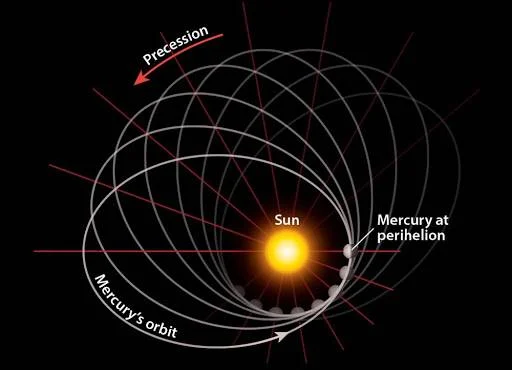 Precession
Sun
Mercury at
perihelion
Mercury's orbit